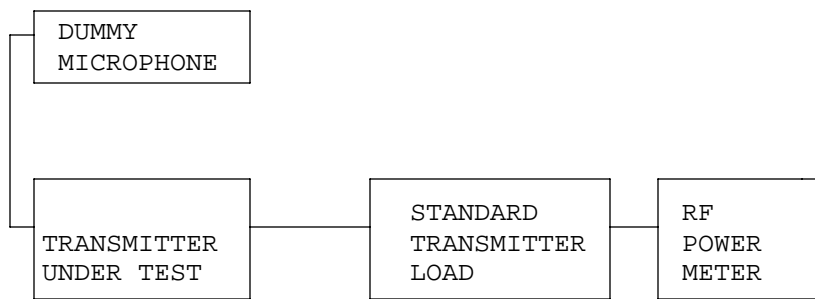 DUMMY
MICROPHONE
TRANSMITTER
UNDER TEST
STANDARD
TRANSMITTER
LOAD
RF
POWER
METER